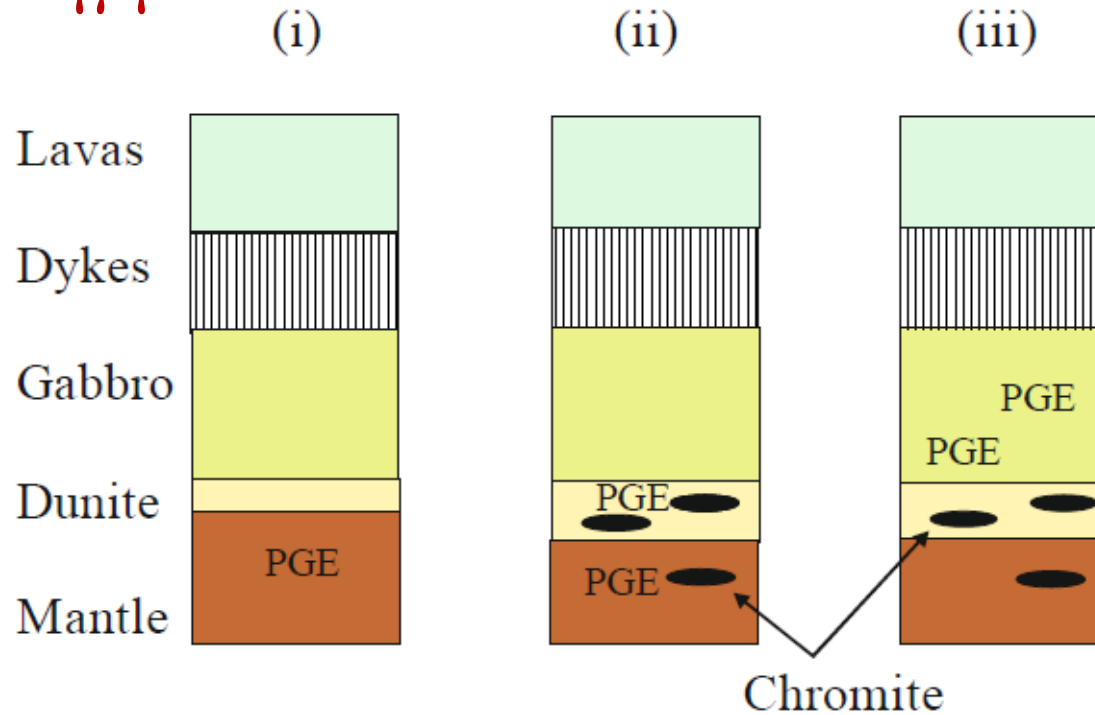 (i) (ii) (iii)
Lavas
Dykes
Gabbro
PGE
PGE
Dunite
PGE
PGE
PGE
Mantle
Chromite